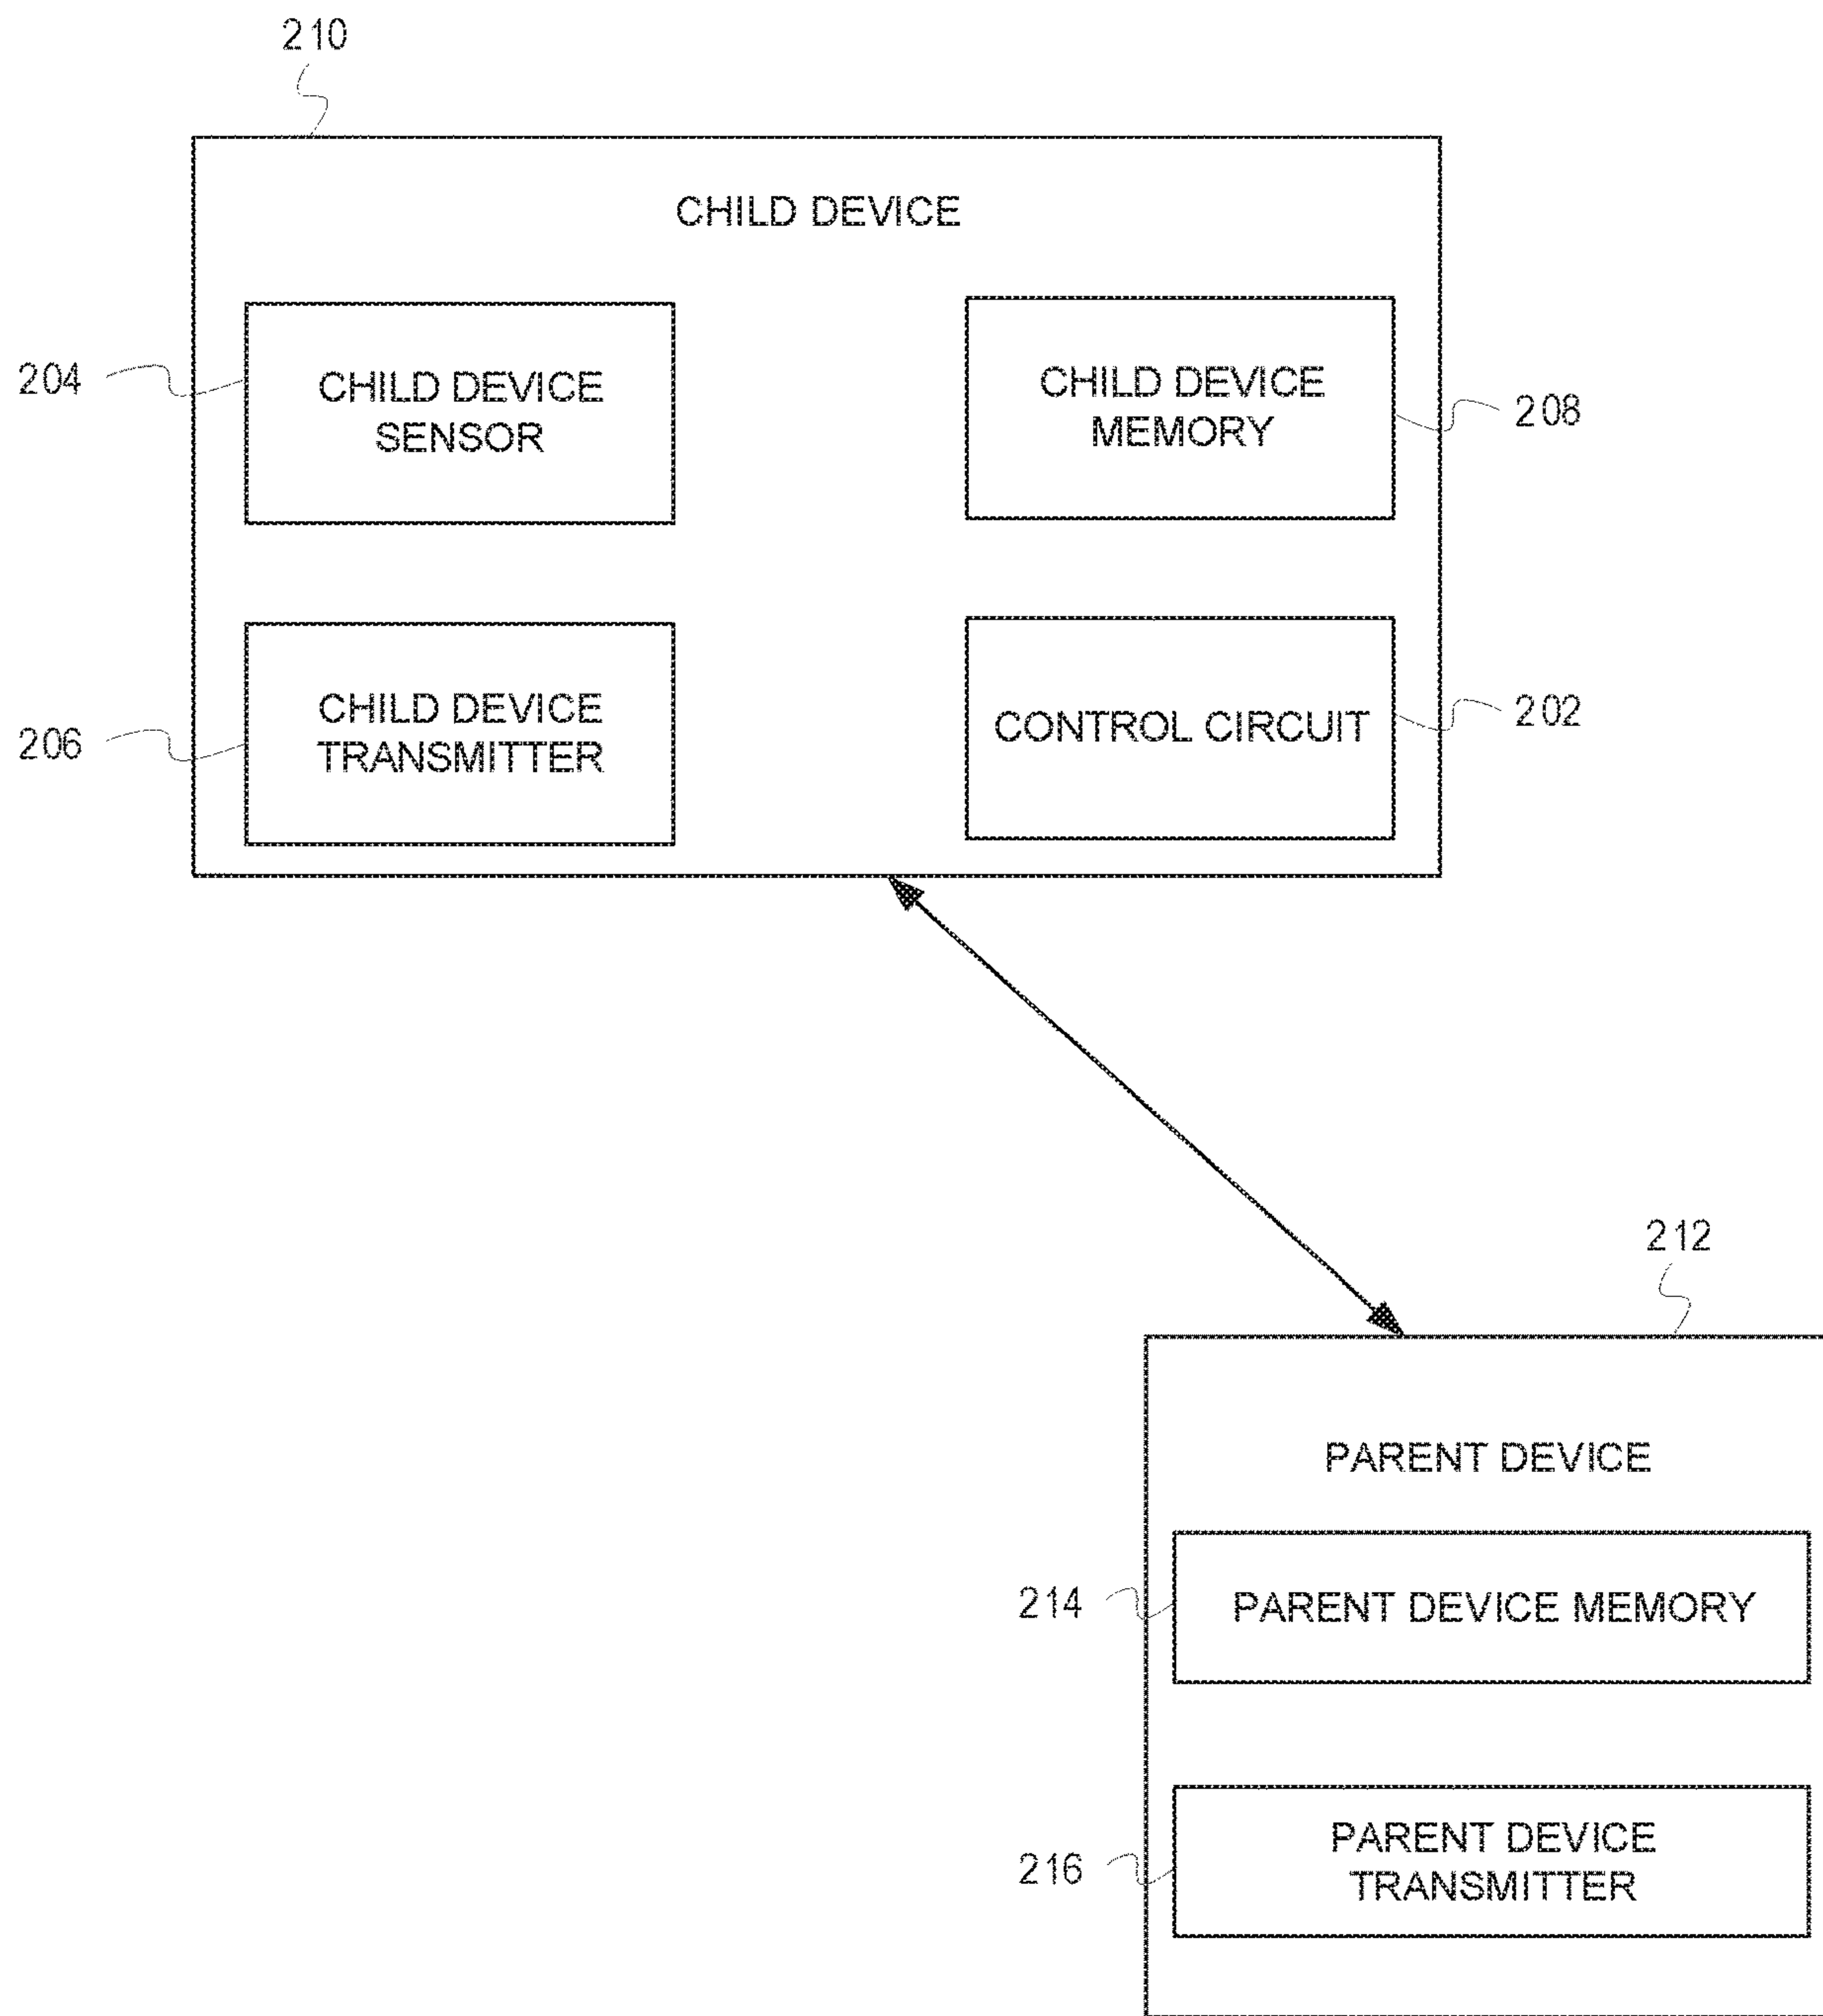 210
CHILD DEVICE
204
CHILD DEVICE
SENSOR
CHILD DEVICE
MEMORY
208
206
CHILD DEVICE
TRANSMITTER
CONTROL CIRCUIT
202
212
PARENT DEVICE
214
PARENT DEVICE MEMORY
216
PARENT DEVICE
TRANSMITTER